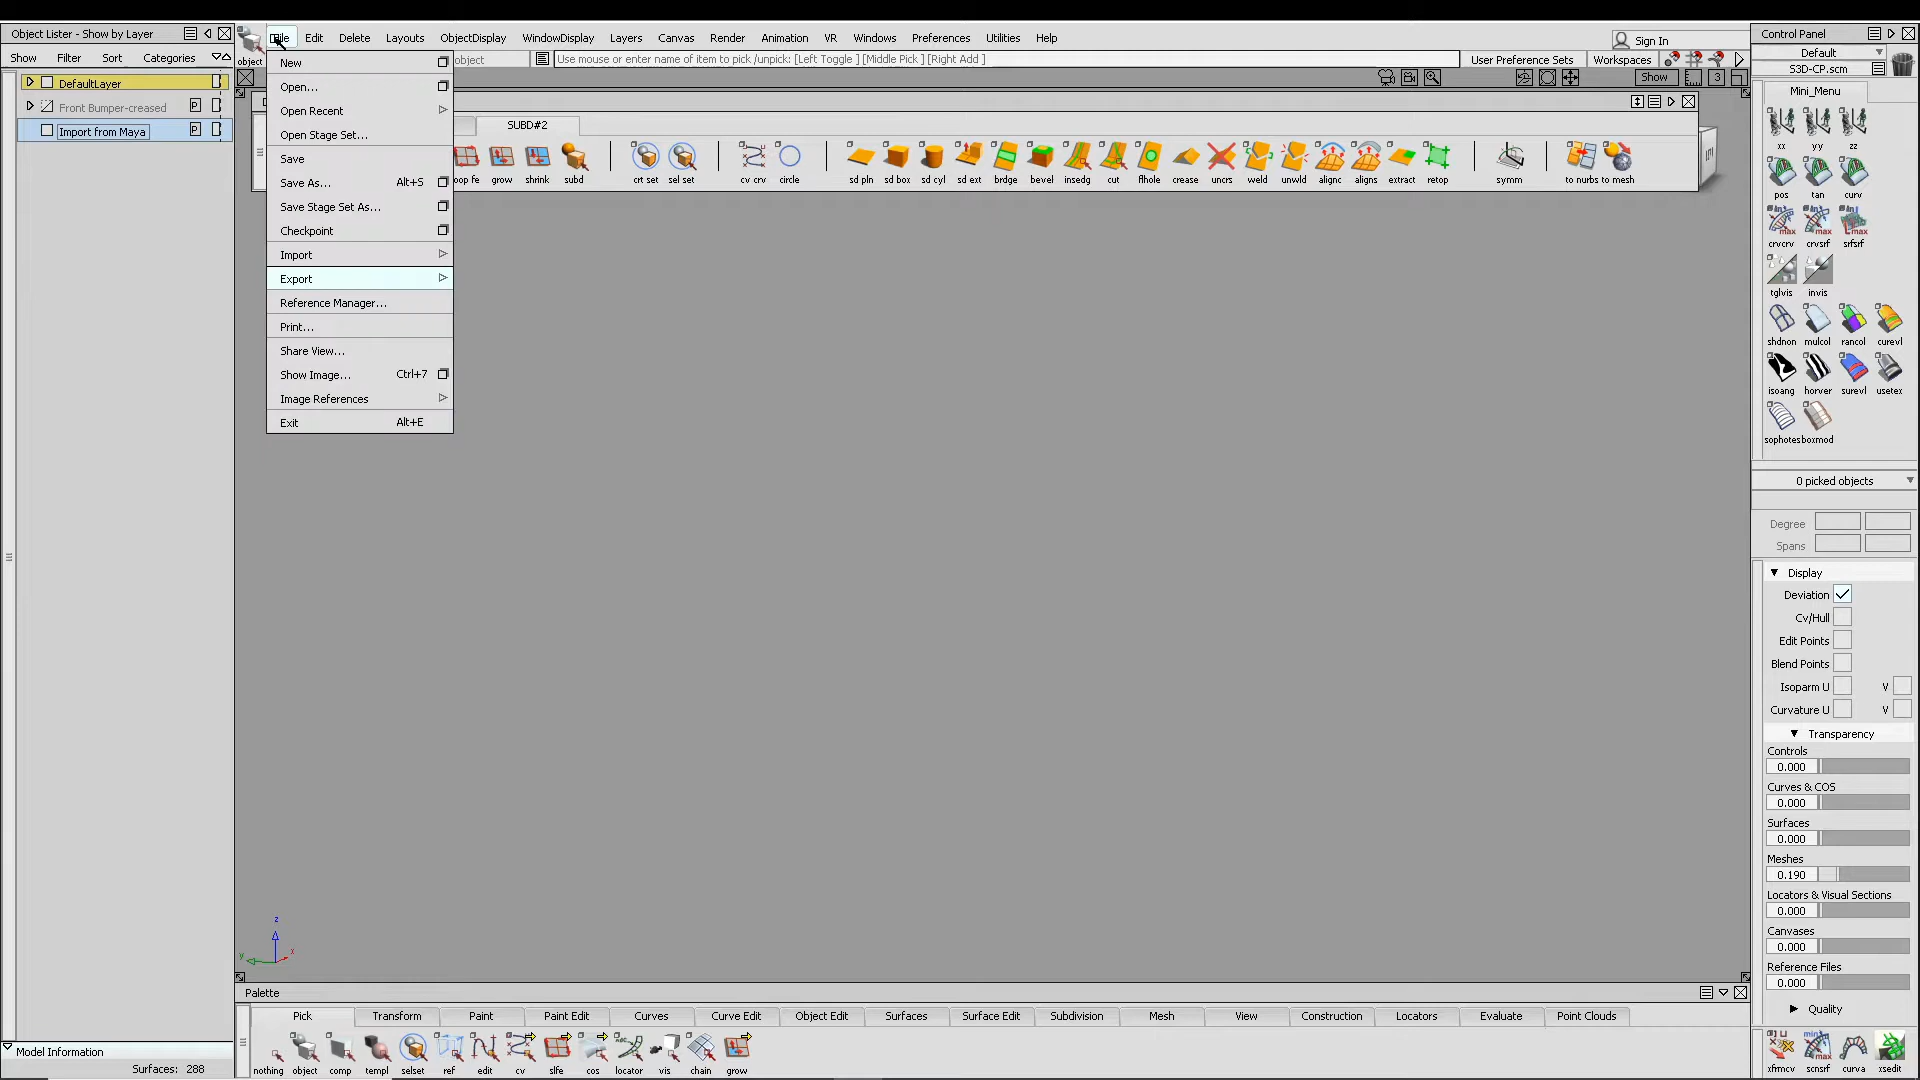 Object Lister - Show by Layer
Show Filter Sort Categories
DefaultLayer
Front Bumper-creased P
Import from Maya P
Model Information
Surfaces: 288
object
Edit Delete Layouts ObjectDisplay WindowDisplay Layers Canvas Render Animation VR Windows Preferences Utilities Help
Sign In
object
Use mouse or enter name of item to pick /unpick: [Left Toggle ] [Middle Pick ] [Right Add ]
User Preference Sets Workspaces
Show 3
New
Open...
Open Recent
Open Stage Set...
Save
Save As... Alt+S
Save Stage Set As...
Checkpoint
Import
Export
Reference Manager...
Print...
Share View...
Show Image... Ctrl+7
Image References
Exit Alt+E
SUBD#2
oop fe grow shrink subd crt set sel set cv crv circle sd pln sd box sd cyl sd ext brdge bevel insedg cut flhole crease uncrs weld unwld alignc aligns extract retop symm to nurbs to mesh
z
y
x
Palette
Pick Transform Paint Paint Edit Curves Curve Edit Object Edit Surfaces Surface Edit Subdivision Mesh View Construction Locators Evaluate Point Clouds
nothing object comp templ selset ref edit cv slfe cos locator vis chain grow
Control Panel
Default
S3D-CP.scm
Mini_Menu
xx yy zz
pos tan curv
crvcrv crvsrf srfsrf
tglvis invis
shdnon mulcol rancol curevl
isoang horver surevl usetex
sophotes boxmod
0 picked objects
Degree
Spans
Display
Deviation
Cv/Hull
Edit Points
Blend Points
Isoparm U V
Curvature U V
Transparency
Controls
0.000
Curves & COS
0.000
Surfaces
0.000
Meshes
0.190
Locators & Visual Sections
0.000
Canvases
0.000
Reference Files
0.000
Quality
xfrmcv scnsrf curva xsedit